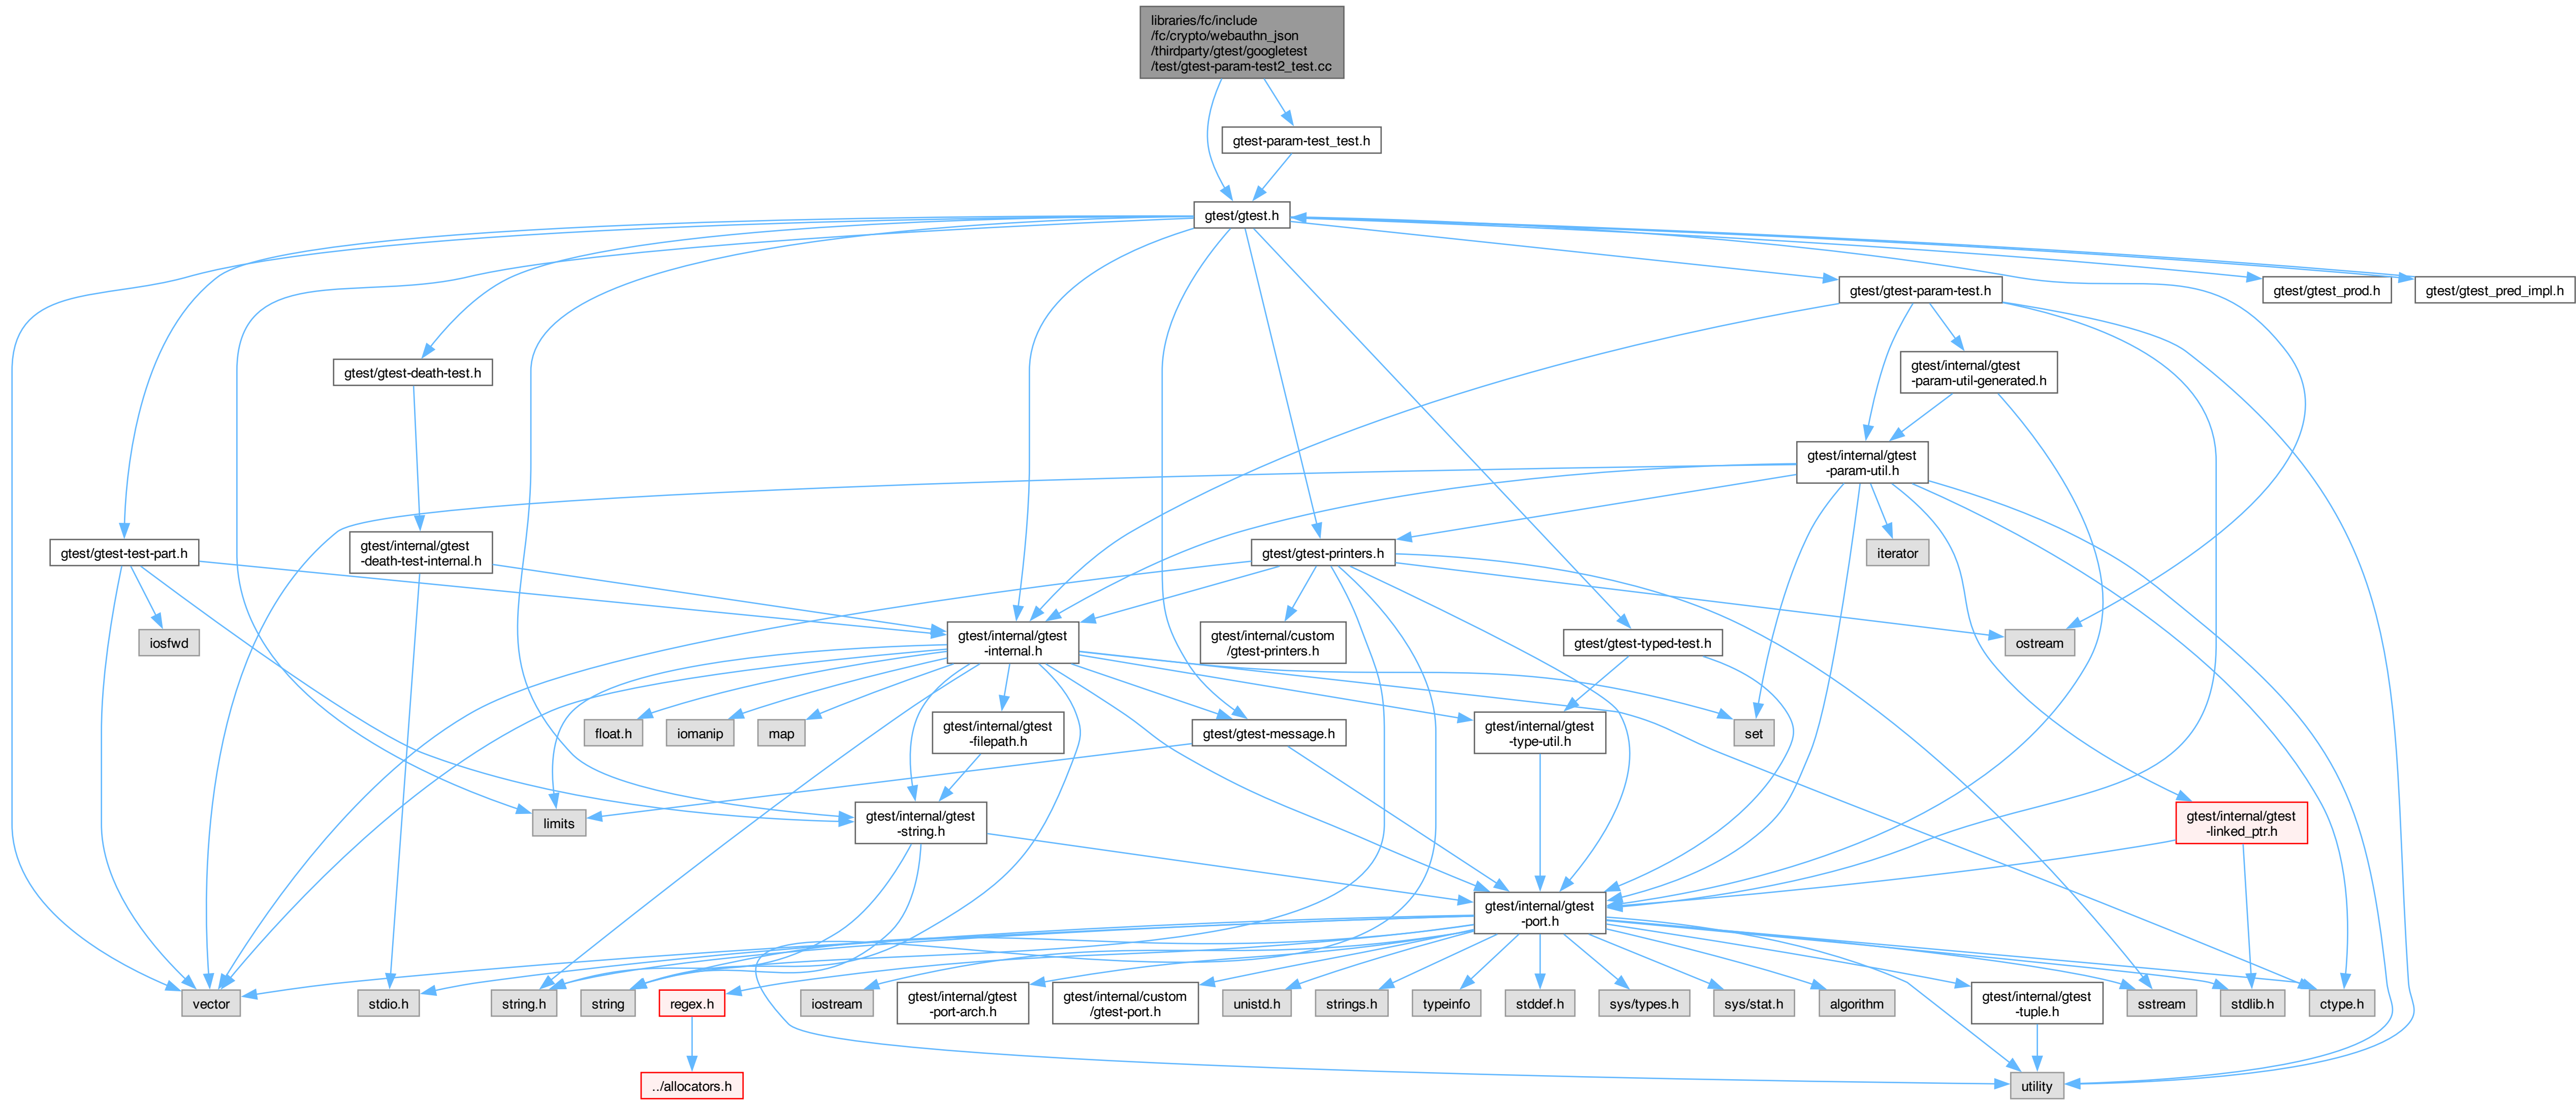 libraries/fc/include
/fc/crypto/webauthn_json
/thirdparty/gtest/googletest
/test/gtest-param-test2_test.cc
gtest-param-test_test.h
gtest/gtest.h
gtest/gtest-param-test.h
gtest/gtest_prod.h
gtest/gtest_pred_impl.h
gtest/gtest-death-test.h
gtest/internal/gtest
-param-util-generated.h
gtest/internal/gtest
-param-util.h
gtest/gtest-test-part.h
gtest/internal/gtest
-death-test-internal.h
gtest/gtest-printers.h
iterator
iosfwd
gtest/internal/gtest
-internal.h
gtest/internal/custom
/gtest-printers.h
gtest/gtest-typed-test.h
ostream
float.h
iomanip
map
gtest/internal/gtest
-filepath.h
gtest/gtest-message.h
gtest/internal/gtest
-type-util.h
set
limits
gtest/internal/gtest
-string.h
gtest/internal/gtest
-linked_ptr.h
gtest/internal/gtest
-port.h
vector
stdio.h
string.h
string
regex.h
iostream
gtest/internal/gtest
-port-arch.h
gtest/internal/custom
/gtest-port.h
unistd.h
strings.h
typeinfo
stddef.h
sys/types.h
sys/stat.h
algorithm
gtest/internal/gtest
-tuple.h
sstream
stdlib.h
ctype.h
../allocators.h
utility